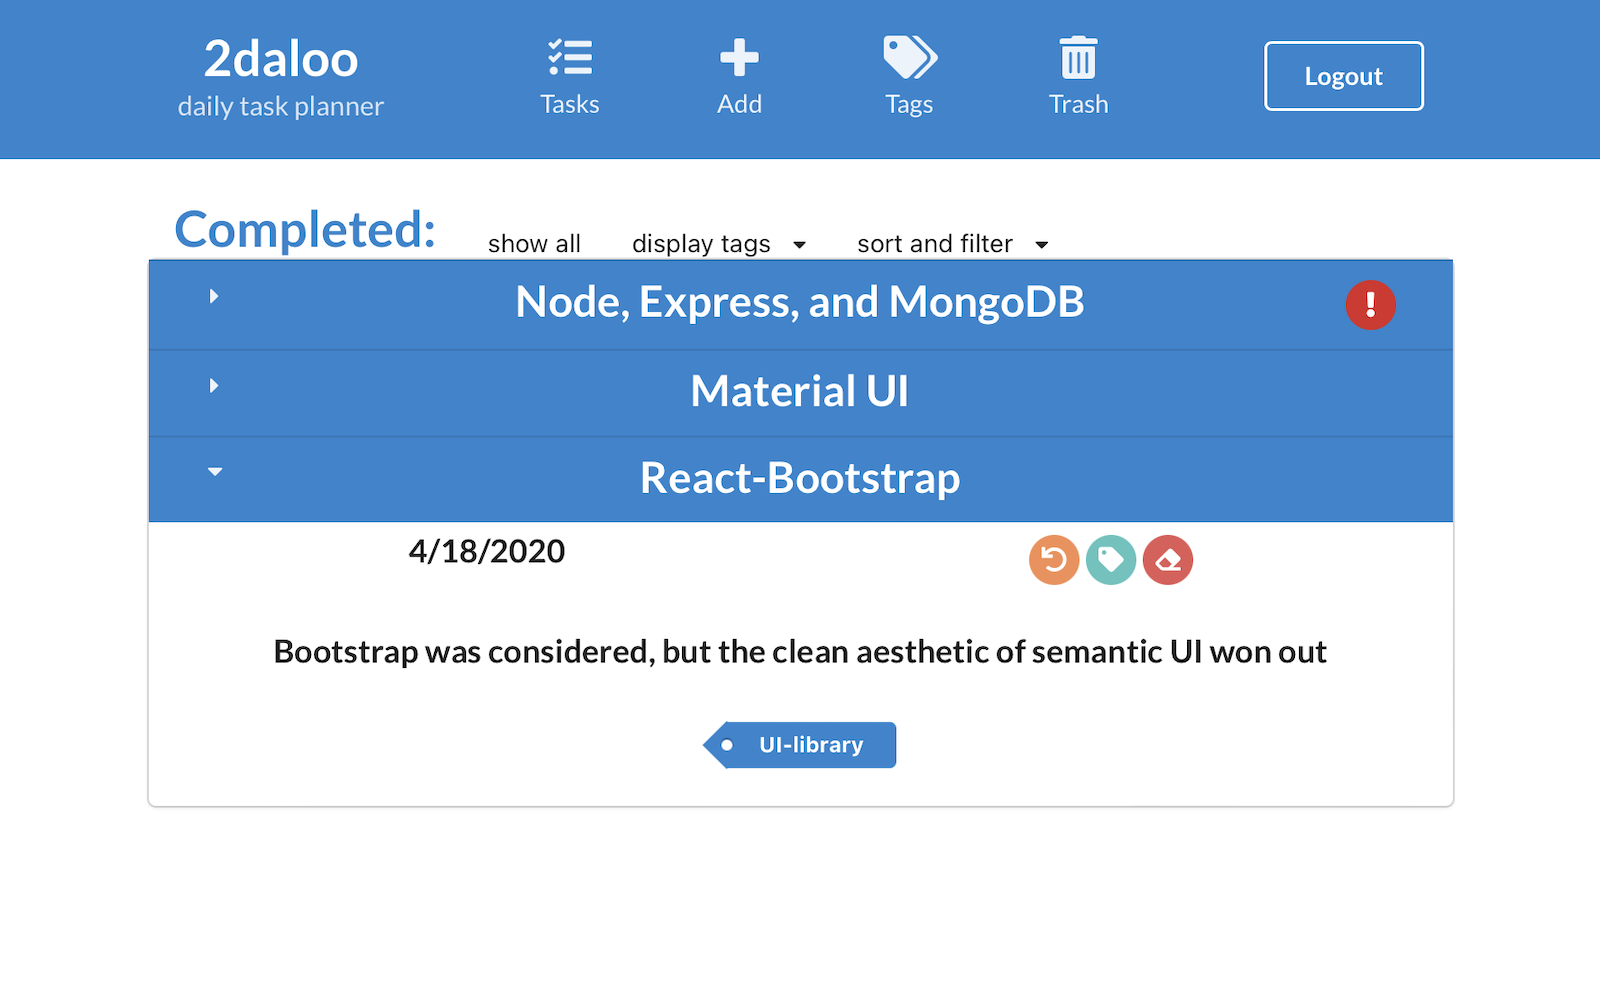 2daloo
daily task planner
Tasks
Add
Tags
Trash
Logout
Completed:
show all
display tags
sort and filter
Node, Express, and MongoDB
Material UI
React-Bootstrap
4/18/2020
Bootstrap was considered, but the clean aesthetic of semantic UI won out
UI-library